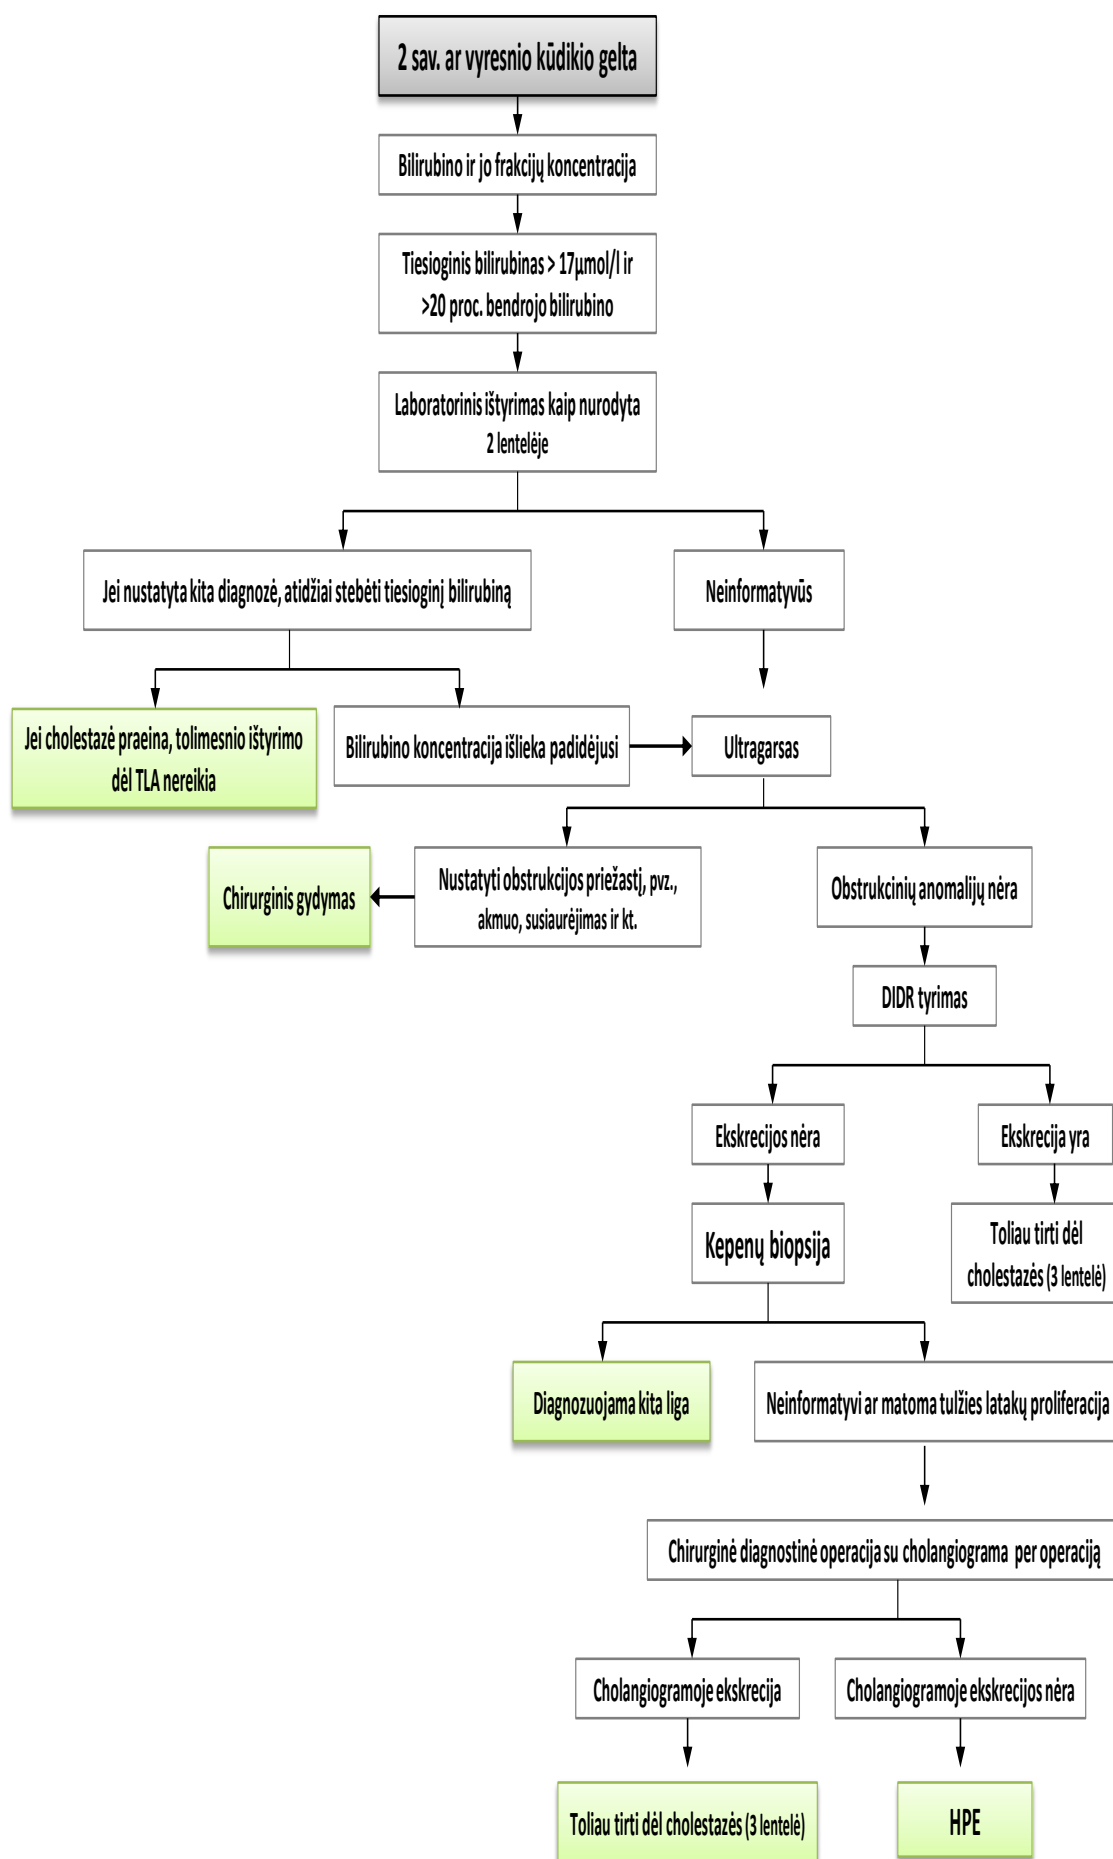 2 sav. ar vyresnio kūdikio gelta
Bilirubino ir jo frakcijų koncentracija
Tiesioginis bilirubinas > 17µmol/l ir
>20 proc. bendrojo bilirubino
Laboratorinis ištyrimas kaip nurodyta
2 lentelėje
Jei nustatyta kita diagnozė, atidžiai stebėti tiesioginį bilirubiną
Neinformatyvūs
Jei cholestazė praeina, tolimesnio ištyrimo
dėl TLA nereikia
Bilirubino koncentracija išlieka padidėjusi
Ultragarsas
Chirurginis gydymas
Nustatyti obstrukcijos priežastį, pvz.,
akmuo, susiaurėjimas ir kt.
Obstrukcinių anomalijų nėra
DIDR tyrimas
Ekskrecijos nėra
Ekskrecija yra
Kepenų biopsija
Toliau tirti dėl
cholestazės (3 lentelė)
Diagnozuojama kita liga
Neinformatyvi ar matoma tulžies latakų proliferacija
Chirurginė diagnostinė operacija su cholangiograma per operaciją
Cholangiogramoje ekskrecija
Cholangiogramoje ekskrecijos nėra
Toliau tirti dėl cholestazės (3 lentelė)
HPE